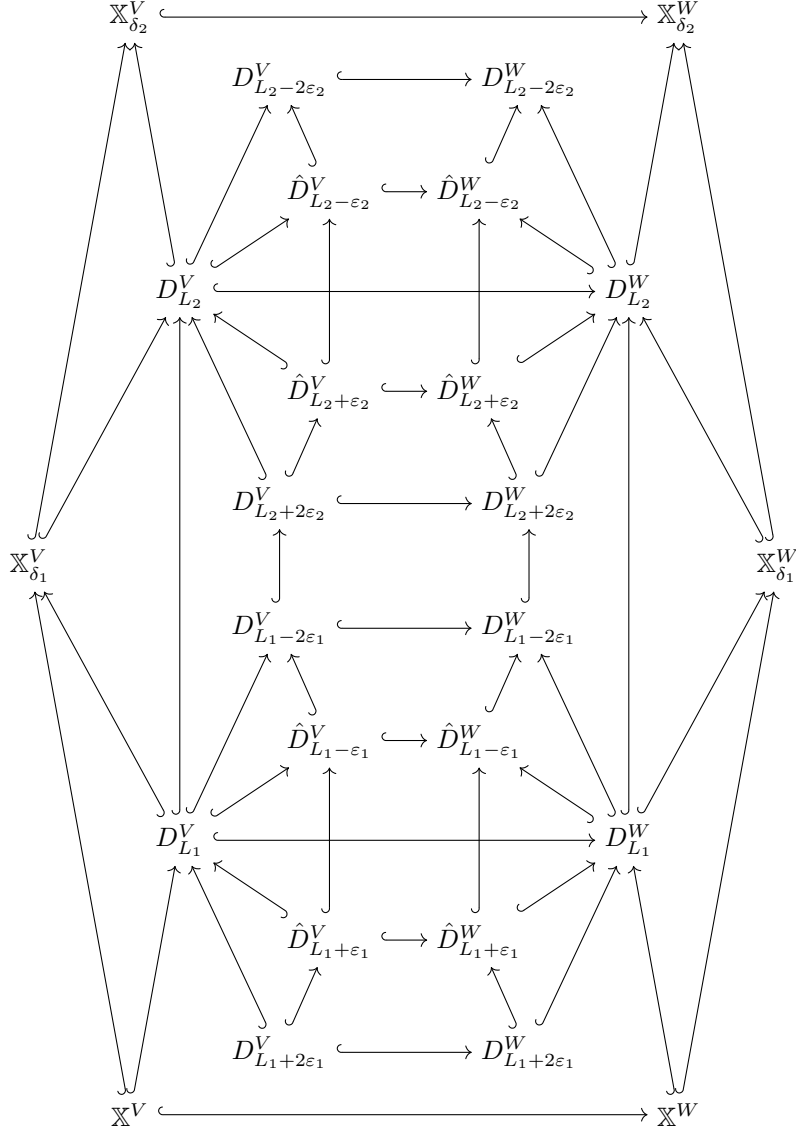 𝕏^V_{δ_2} 𝕏^W_{δ_2}
D^V_{L_2−2ε_2} D^W_{L_2−2ε_2}
D̂^V_{L_2−ε_2} D̂^W_{L_2−ε_2}
D^V_{L_2} D^W_{L_2}
D̂^V_{L_2+ε_2} D̂^W_{L_2+ε_2}
D^V_{L_2+2ε_2} D^W_{L_2+2ε_2}
𝕏^V_{δ_1} 𝕏^W_{δ_1}
D^V_{L_1−2ε_1} D^W_{L_1−2ε_1}
D̂^V_{L_1−ε_1} D̂^W_{L_1−ε_1}
D^V_{L_1} D^W_{L_1}
D̂^V_{L_1+ε_1} D̂^W_{L_1+ε_1}
D^V_{L_1+2ε_1} D^W_{L_1+2ε_1}
𝕏^V 𝕏^W